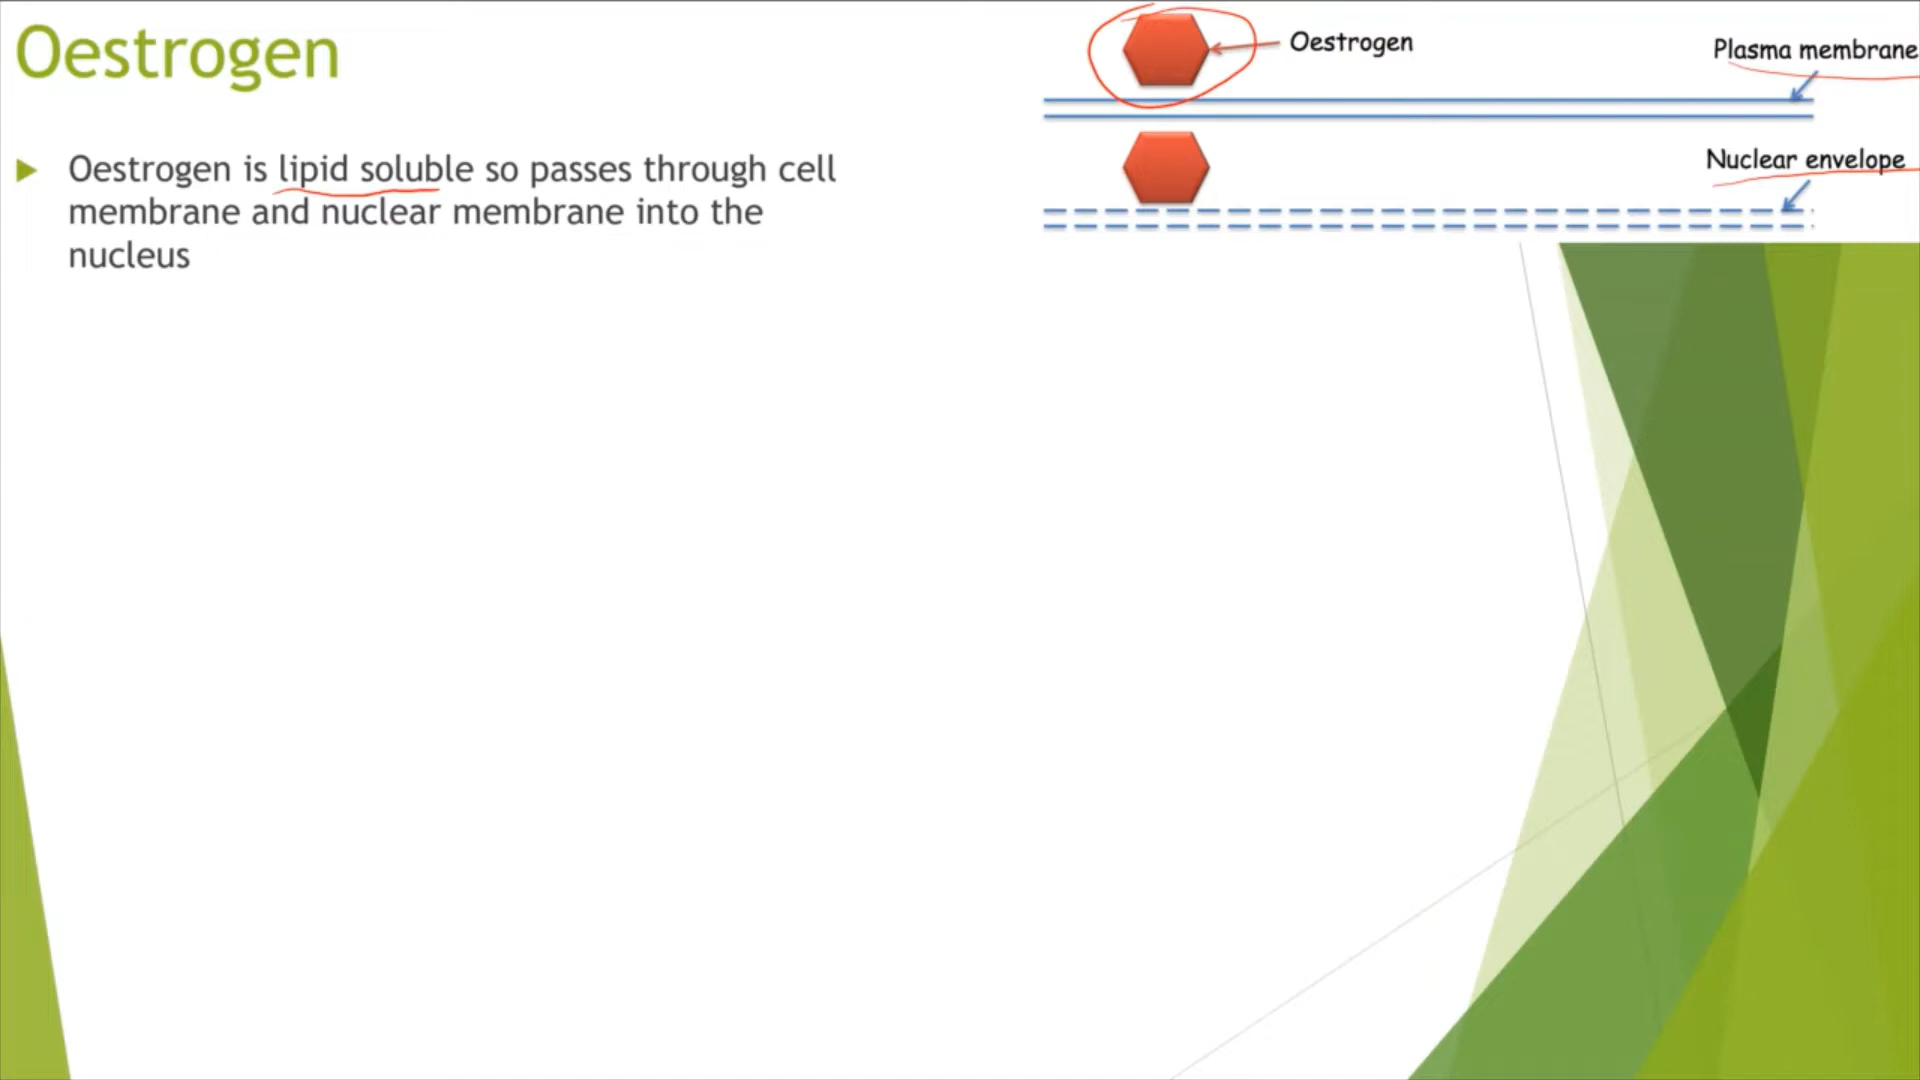 Oestrogen
Oestrogen is lipid soluble so passes through cell
membrane and nuclear membrane into the
nucleus
Oestrogen
Plasma membrane
Nuclear envelope